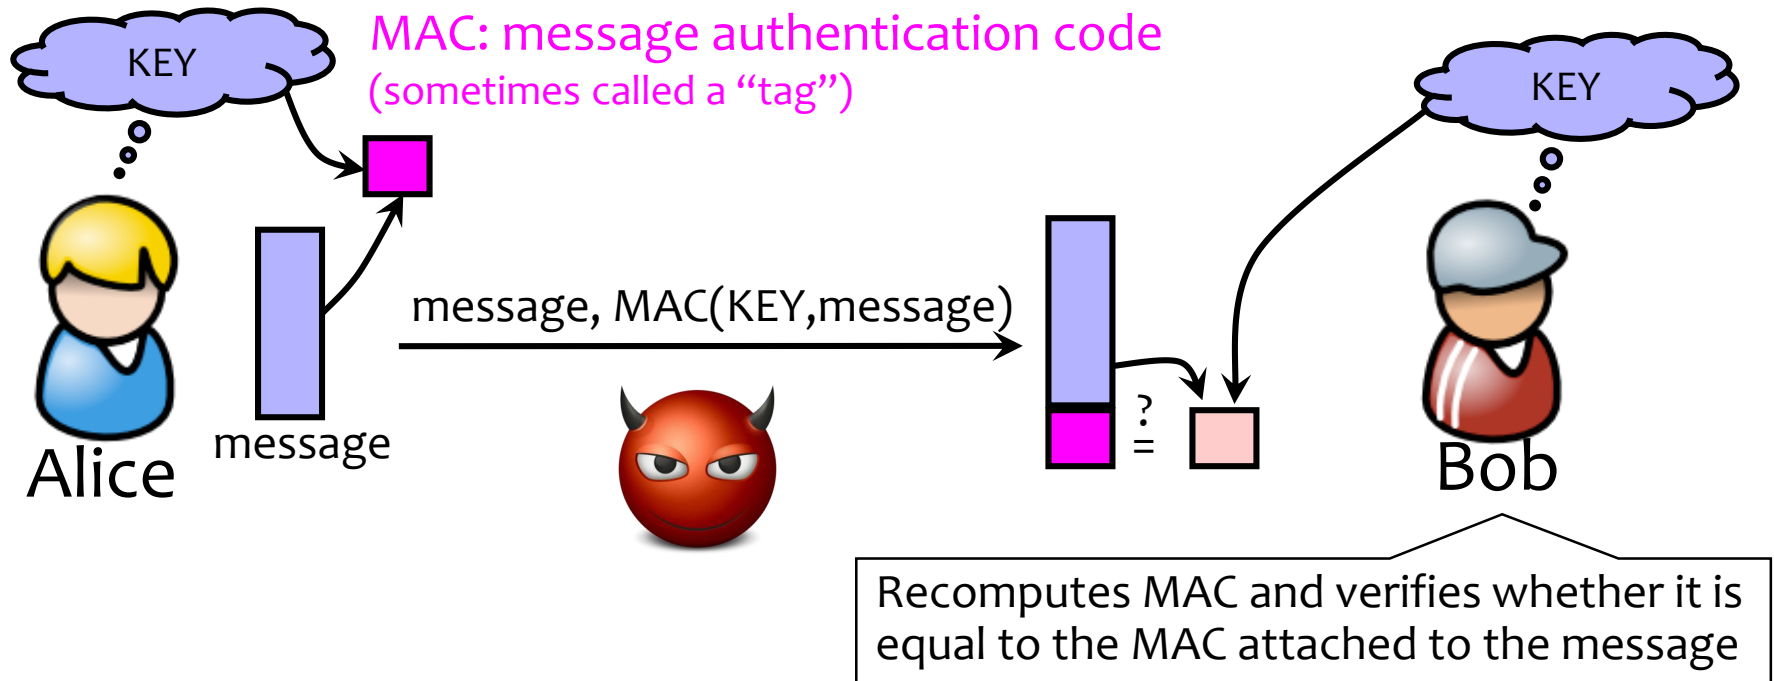 MAC: message authentication code
(sometimes called a “tag”)
KEY
KEY
message, MAC(KEY,message)
message
?
=
Alice
Bob
Recomputes MAC and verifies whether it is
equal to the MAC attached to the message